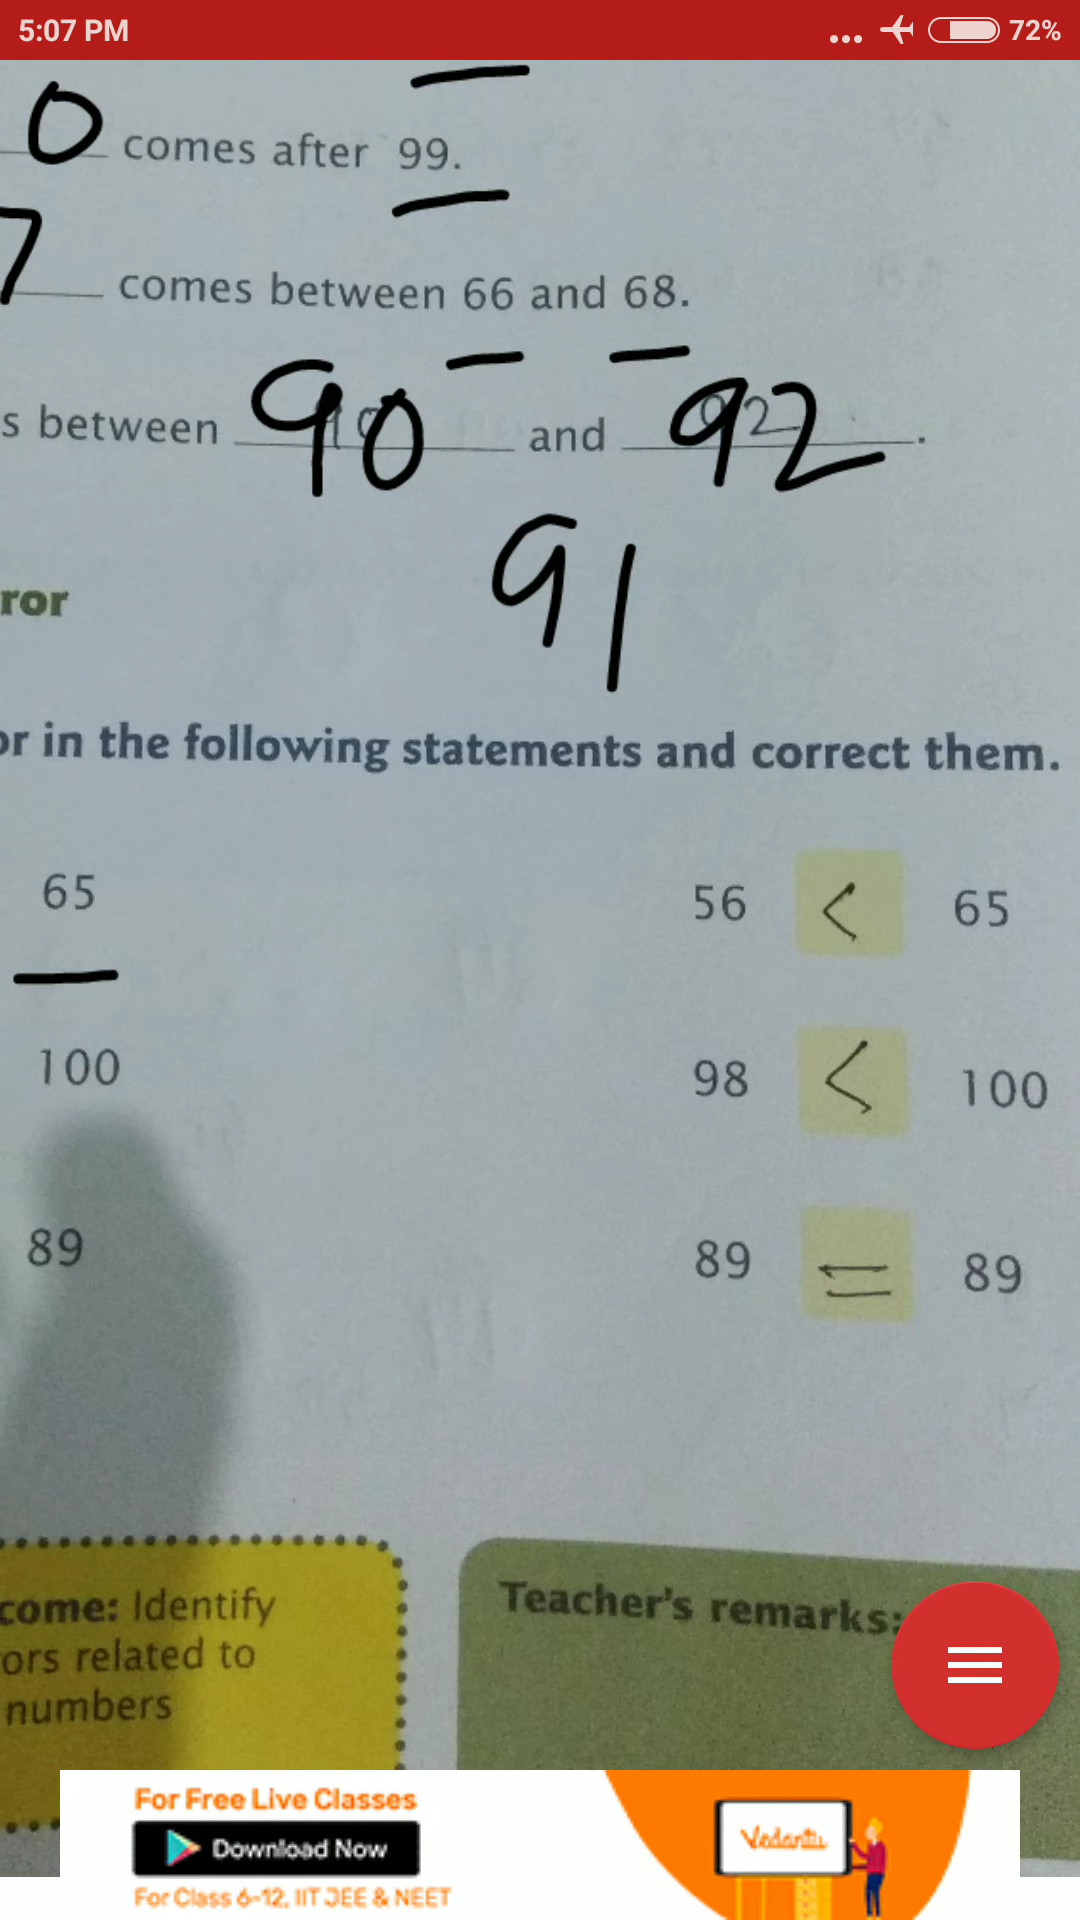 5:07 PM ... 72%
0 comes after 99.
7 comes between 66 and 68.
s between 90 and 92.
91
ror
or in the following statements and correct them.
65 56 < 65
100 98 < 100
89 89 = 89
come: Identify
ors related to
numbers
Teacher's remarks:
For Free Live Classes
Download Now
For Class 6-12, IIT JEE & NEET
Vedantu